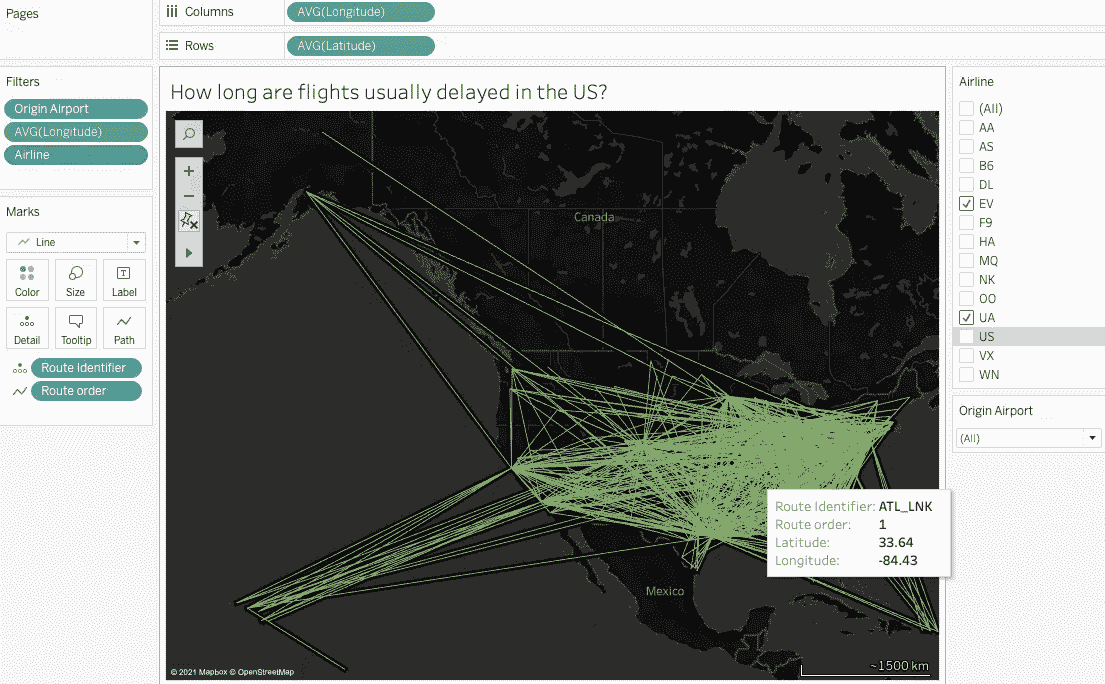 Pages
Columns
AVG(Longitude)
Rows
AVG(Latitude)
Filters
Origin Airport
AVG(Longitude)
Airline
Marks
Line
Color
Size
Label
Detail
Tooltip
Path
Route Identifier
Route order
How long are flights usually delayed in the US?
Canada
Mexico
Route Identifier: ATL_LNK
Route order: 1
Latitude: 33.64
Longitude: -84.43
© 2021 Mapbox © OpenStreetMap
~1500 km
Airline
(All)
AA
AS
B6
DL
EV
F9
HA
MQ
NK
OO
UA
US
VX
WN
Origin Airport
(All)